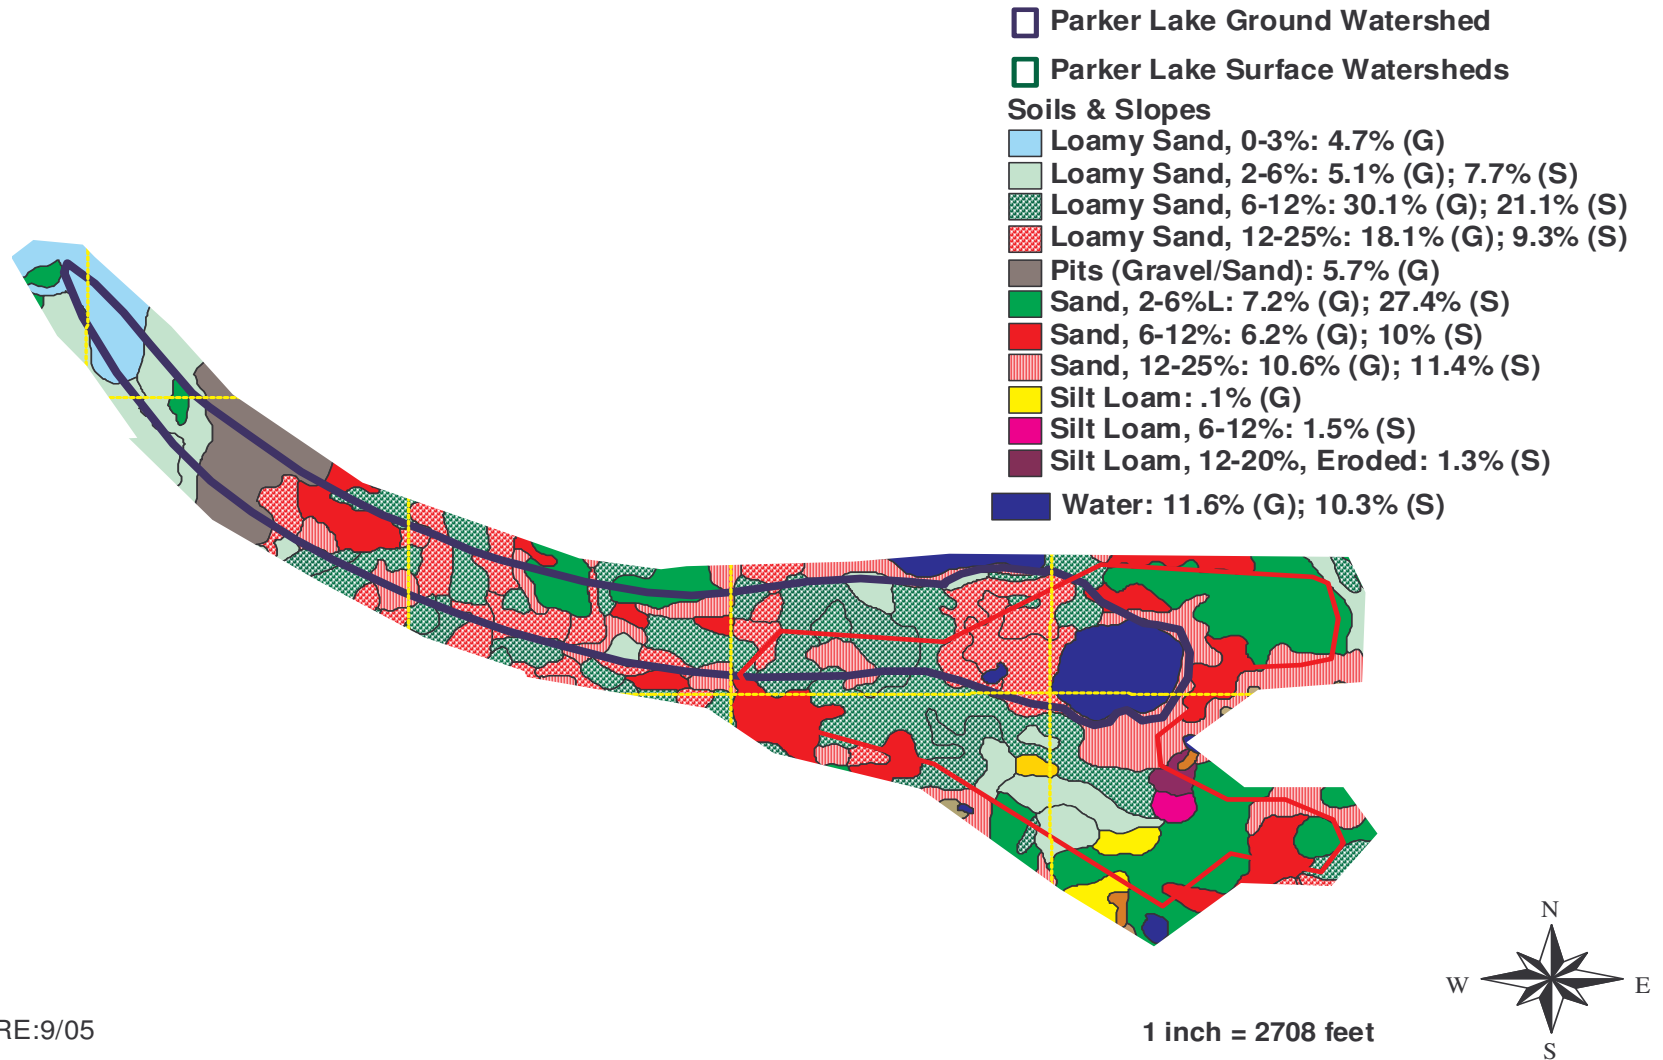 Parker Lake Ground Watershed
Parker Lake Surface Watersheds
Soils & Slopes
Loamy Sand, 0-3%: 4.7% (G)
Loamy Sand, 2-6%: 5.1% (G); 7.7% (S)
Loamy Sand, 6-12%: 30.1% (G); 21.1% (S)
Loamy Sand, 12-25%: 18.1% (G); 9.3% (S)
Pits (Gravel/Sand): 5.7% (G)
Sand, 2-6%L: 7.2% (G); 27.4% (S)
Sand, 6-12%: 6.2% (G); 10% (S)
Sand, 12-25%: 10.6% (G); 11.4% (S)
Silt Loam: .1% (G)
Silt Loam, 6-12%: 1.5% (S)
Silt Loam, 12-20%, Eroded: 1.3% (S)
Water: 11.6% (G); 10.3% (S)
N
W E
S
RE:9/05
1 inch = 2708 feet